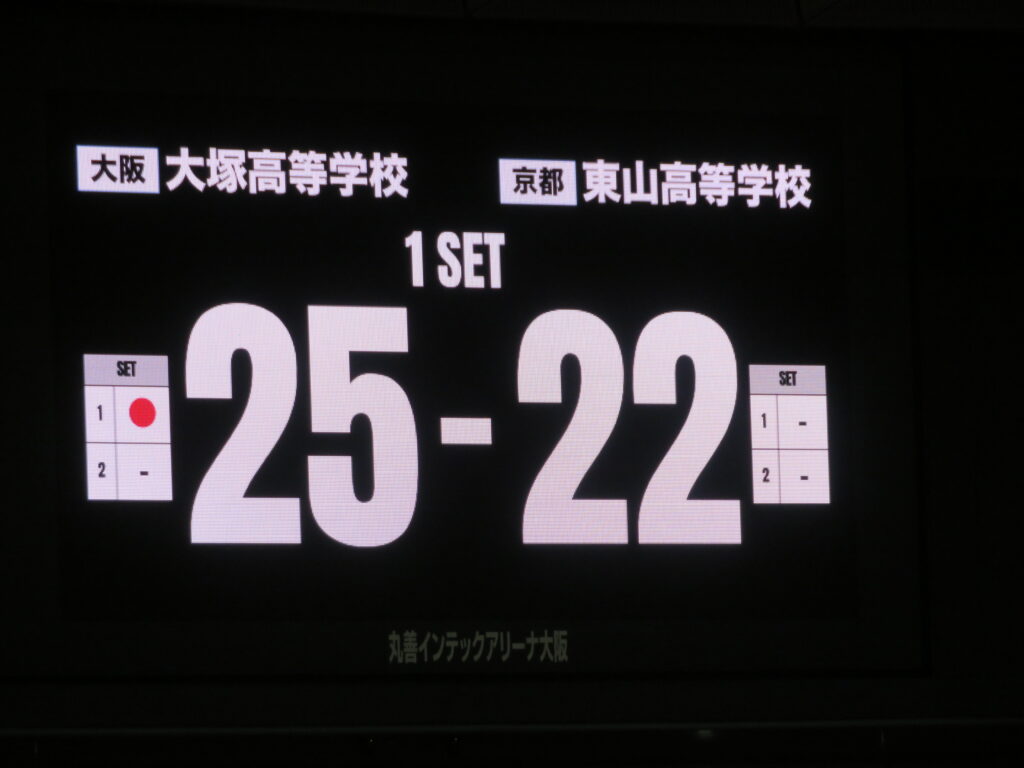 大阪 大塚高等学校
京都 東山高等学校
1 SET
25 - 22
SET
1
2 -
SET
1 -
2 -
丸善インテックアリーナ大阪